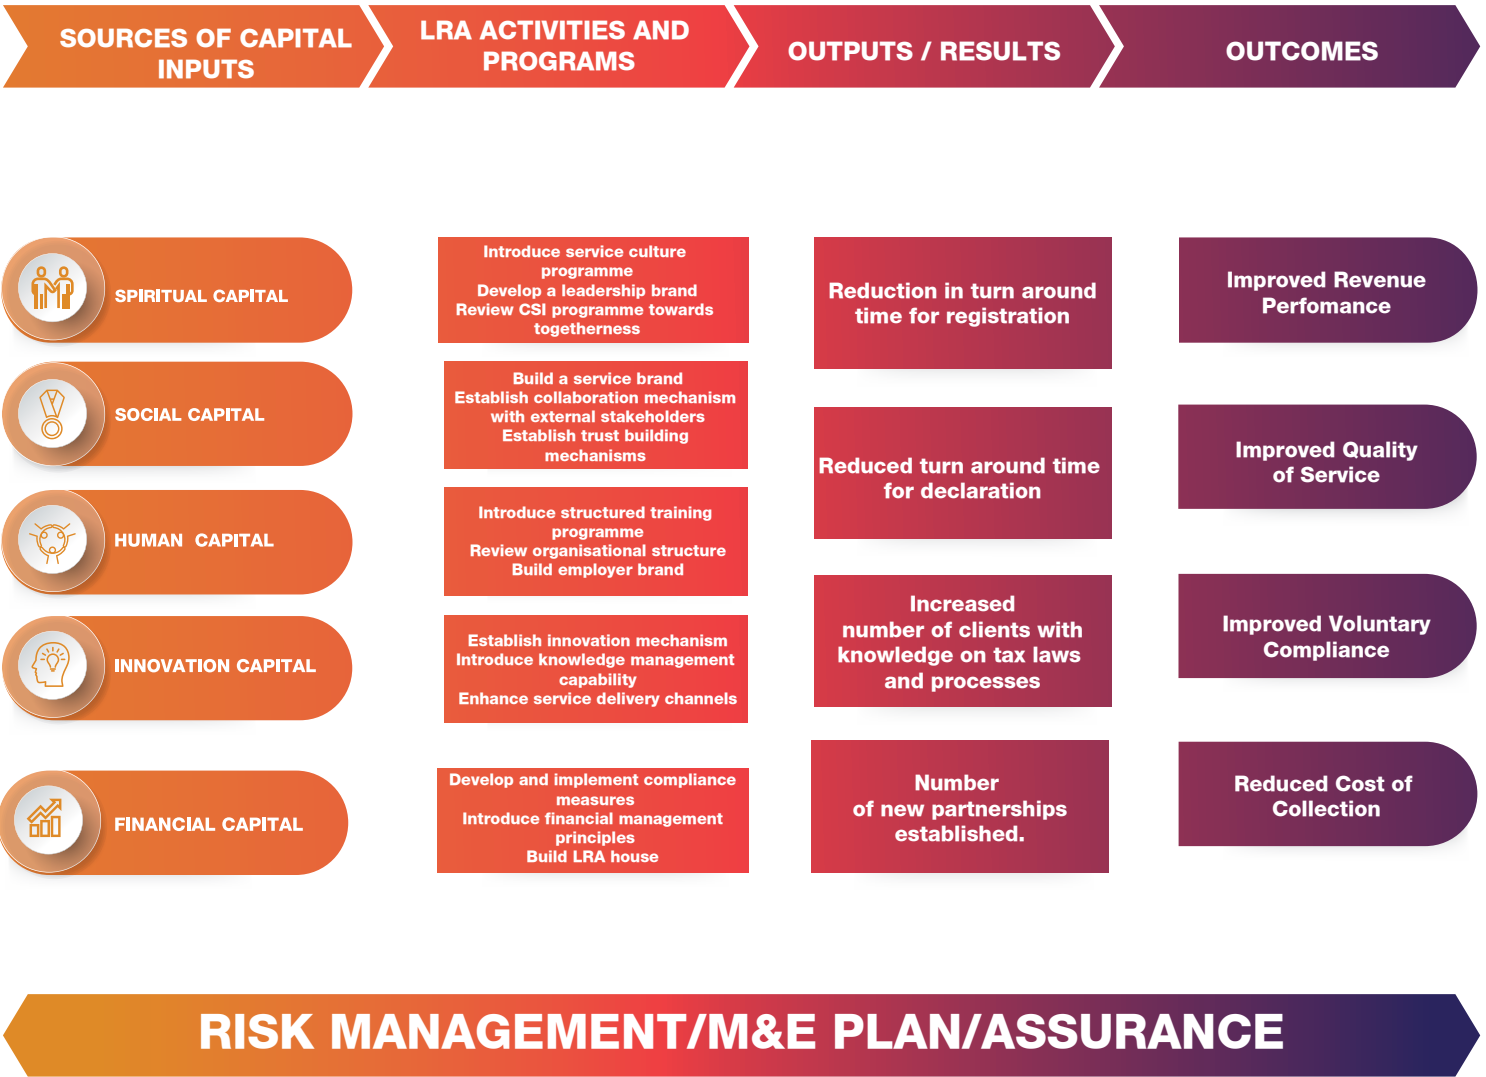 SOURCES OF CAPITAL
INPUTS
LRA ACTIVITIES AND
PROGRAMS
OUTPUTS / RESULTS
OUTCOMES
SPIRITUAL CAPITAL
SOCIAL CAPITAL
HUMAN CAPITAL
INNOVATION CAPITAL
FINANCIAL CAPITAL
Introduce service culture
programme
Develop a leadership brand
Review CSI programme towards
togetherness
Build a service brand
Establish collaboration mechanism
with external stakeholders
Establish trust building
mechanisms
Introduce structured training
programme
Review organisational structure
Build employer brand
Establish innovation mechanism
Introduce knowledge management
capability
Enhance service delivery channels
Develop and implement compliance
measures
Introduce financial management
principles
Build LRA house
Reduction in turn around
time for registration
Reduced turn around time
for declaration
Increased
number of clients with
knowledge on tax laws
and processes
Number
of new partnerships
established.
Improved Revenue
Perfomance
Improved Quality
of Service
Improved Voluntary
Compliance
Reduced Cost of
Collection
RISK MANAGEMENT/M&E PLAN/ASSURANCE